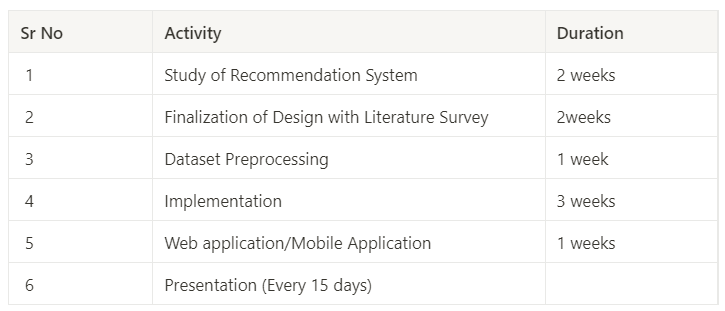 Sr No Activity Duration
1 Study of Recommendation System 2 weeks
2 Finalization of Design with Literature Survey 2weeks
3 Dataset Preprocessing 1 week
4 Implementation 3 weeks
5 Web application/Mobile Application 1 weeks
6 Presentation (Every 15 days)